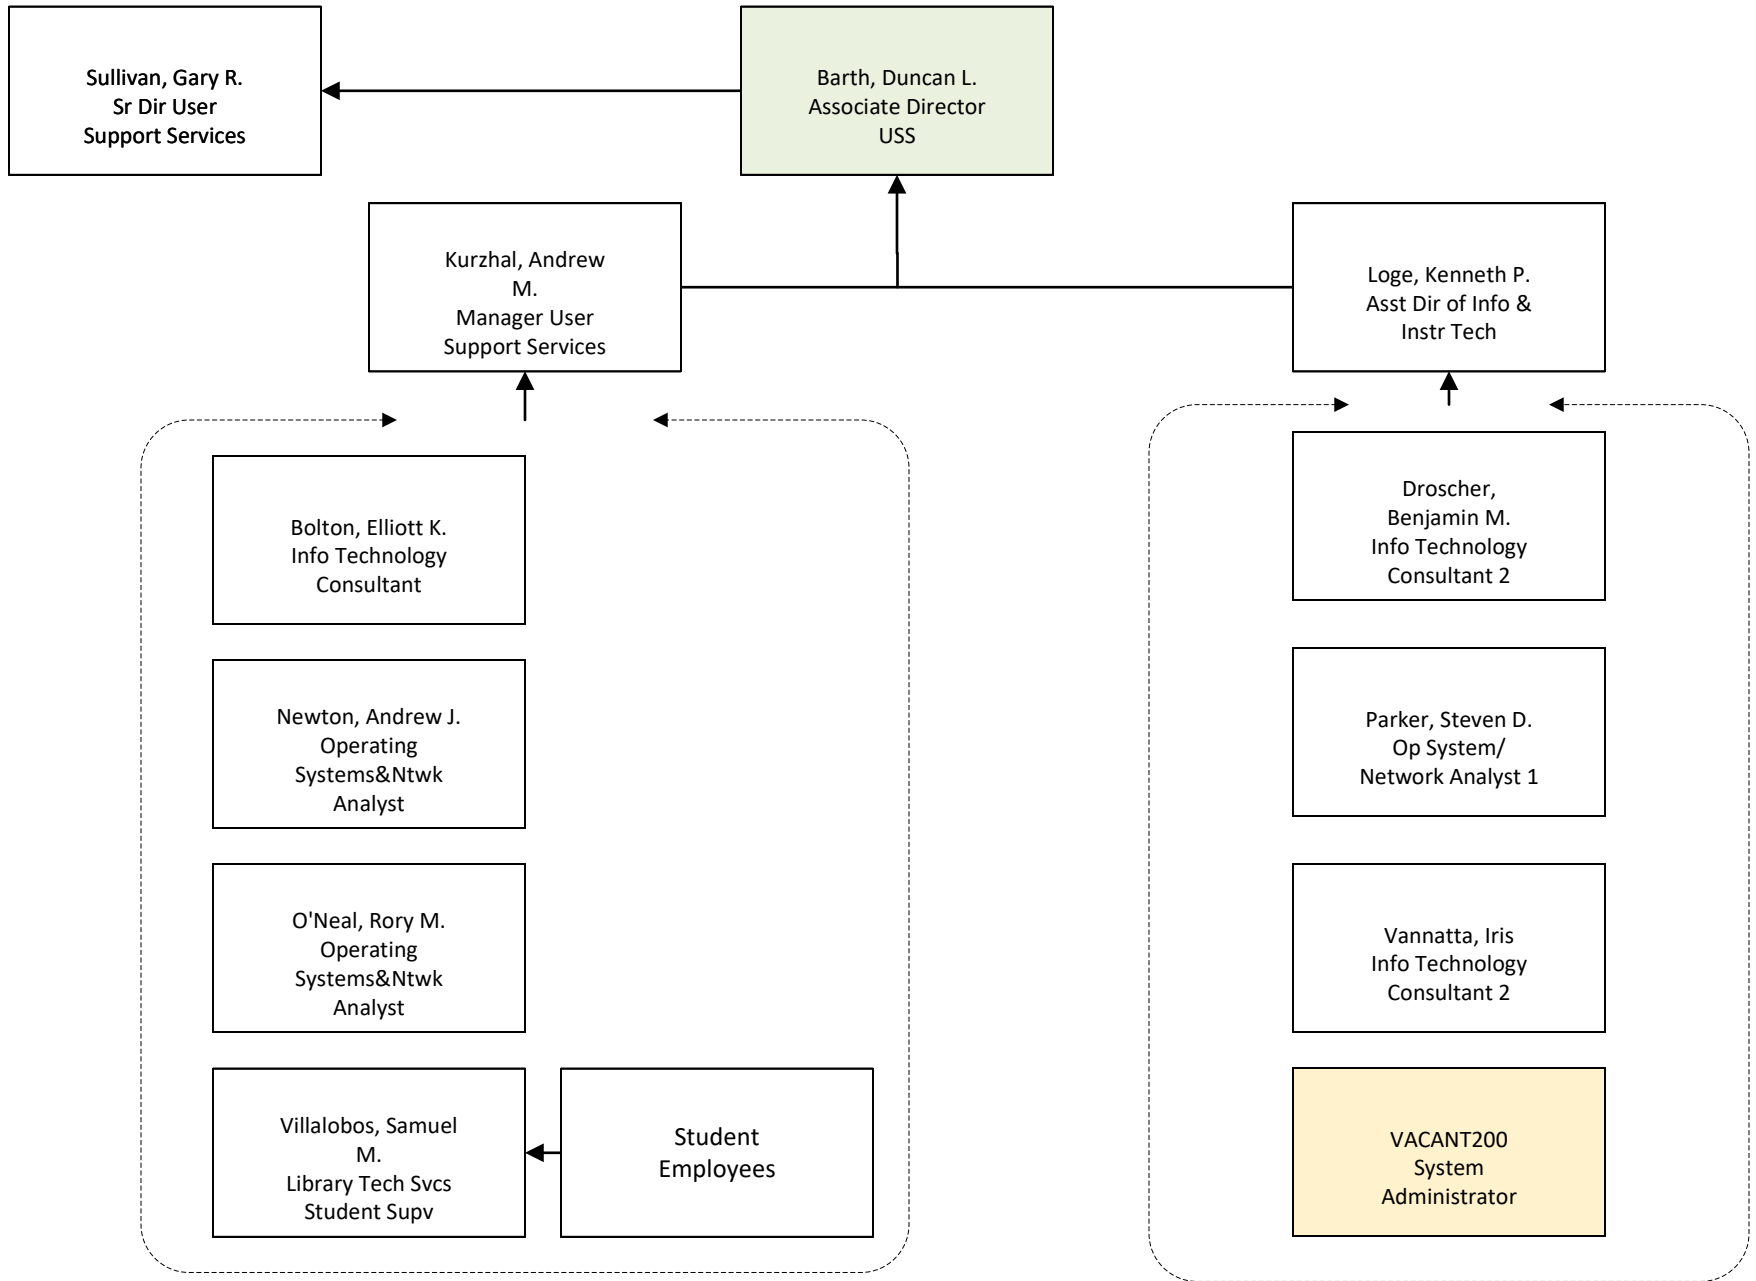 Sullivan, Gary R.
Sr Dir User
Support Services
Barth, Duncan L.
Associate Director
USS
Kurzhal, Andrew
M.
Manager User
Support Services
Loge, Kenneth P.
Asst Dir of Info &
Instr Tech
Bolton, Elliott K.
Info Technology
Consultant
Newton, Andrew J.
Operating
Systems&Ntwk
Analyst
O'Neal, Rory M.
Operating
Systems&Ntwk
Analyst
Villalobos, Samuel
M.
Library Tech Svcs
Student Supv
Student
Employees
Droscher,
Benjamin M.
Info Technology
Consultant 2
Parker, Steven D.
Op System/
Network Analyst 1
Vannatta, Iris
Info Technology
Consultant 2
VACANT200
System
Administrator